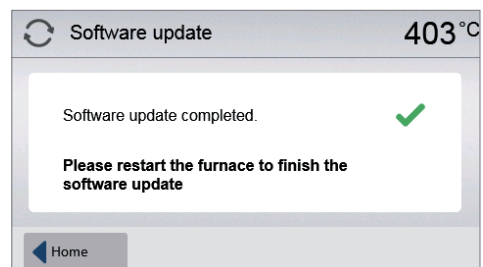 Software update
403°C
Software update completed.
Please restart the furnace to finish the
software update
Home